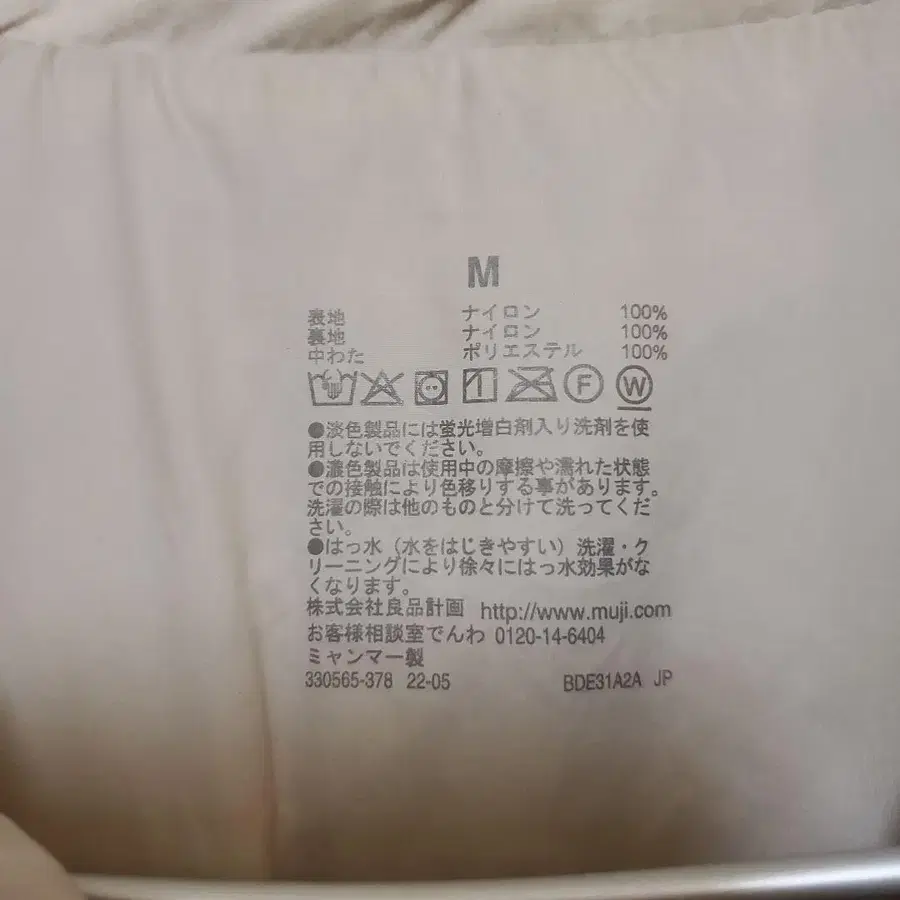 M
表地 ナイロン 100%
裏地 ナイロン 100%
中わた ポリエステル 100%
F W
●淡色製品には蛍光増白剤入り洗剤を使
用しないでください。
●濃色製品は使用中の摩擦や濡れた状態
での接触により色移りする事があります。
洗濯の際は他のものと分けて洗ってくだ
さい。
●はっ水（水をはじきやすい）洗濯・ク
リーニングにより徐々にはっ水効果がな
くなります。
株式会社良品計画 http://www.muji.com
お客様相談室でんわ 0120-14-6404
ミャンマー製
330565-378 22-05 BDE31A2A JP